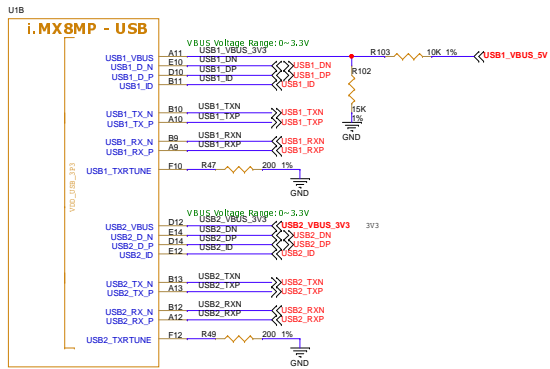 U1B
i.MX8MP - USB
VDD_USB_3P3
VBUS Voltage Range: 0~3.3V
USB1_VBUS A11 USB1_VBUS_3V3 R103 10K 1% USB1_VBUS_5V
USB1_D_N E10 USB1_DN USB1_DN
USB1_D_P D10 USB1_DP USB1_DP
USB1_ID B11 USB1_ID USB1_ID
R102
15K
1%
GND
USB1_TX_N B10 USB1_TXN USB1_TXN
USB1_TX_P A10 USB1_TXP USB1_TXP
USB1_RX_N B9 USB1_RXN USB1_RXN
USB1_RX_P A9 USB1_RXP USB1_RXP
USB1_TXRTUNE F10 R47 200 1%
GND
VBUS Voltage Range: 0~3.3V
USB2_VBUS D12 USB2_VBUS_3V3 USB2_VBUS_3V3 3V3
USB2_D_N E14 USB2_DN USB2_DN
USB2_D_P D14 USB2_DP USB2_DP
USB2_ID E12 USB2_ID USB2_ID
USB2_TX_N B13 USB2_TXN USB2_TXN
USB2_TX_P A13 USB2_TXP USB2_TXP
USB2_RX_N B12 USB2_RXN USB2_RXN
USB2_RX_P A12 USB2_RXP USB2_RXP
USB2_TXRTUNE F12 R49 200 1%
GND